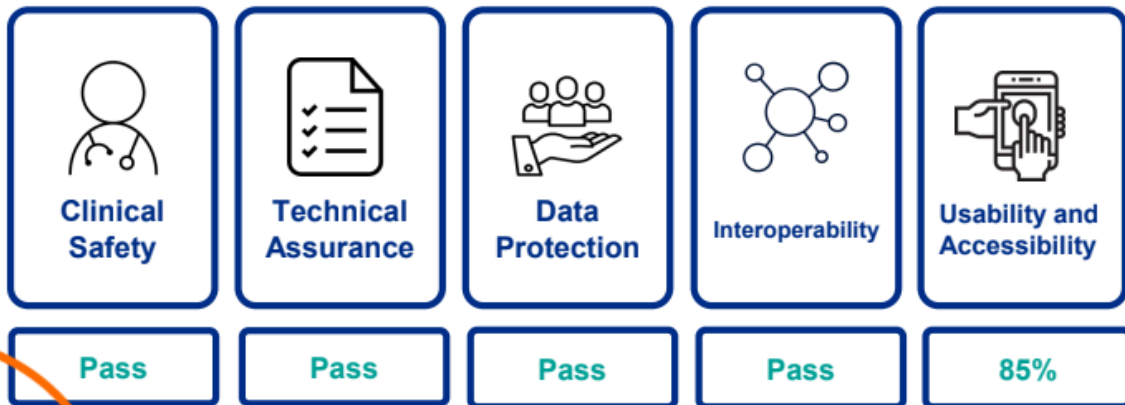 Clinical
Safety
Technical
Assurance
Data
Protection
Interoperability
Usability and
Accessibility
Pass
Pass
Pass
Pass
85%